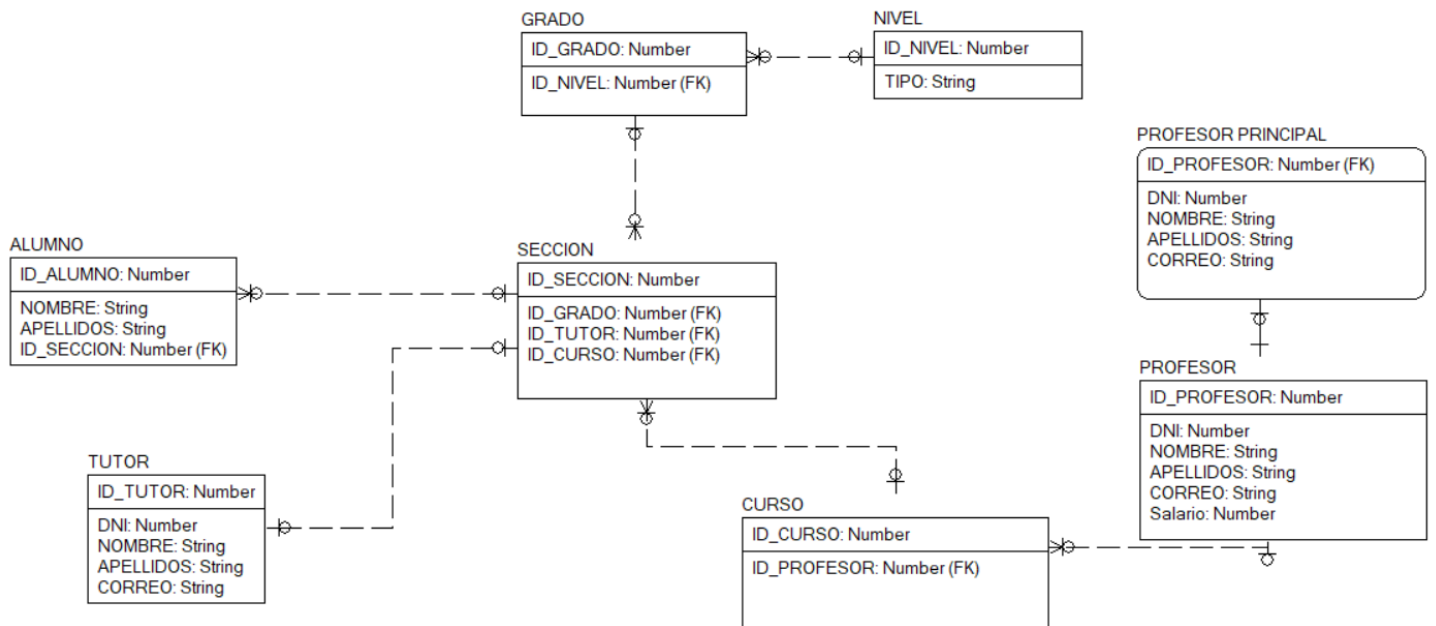 GRADO
ID_GRADO: Number
ID_NIVEL: Number (FK)
NIVEL
ID_NIVEL: Number
TIPO: String
PROFESOR PRINCIPAL
ID_PROFESOR: Number (FK)
DNI: Number
NOMBRE: String
APELLIDOS: String
CORREO: String
ALUMNO
ID_ALUMNO: Number
NOMBRE: String
APELLIDOS: String
ID_SECCION: Number (FK)
SECCION
ID_SECCION: Number
ID_GRADO: Number (FK)
ID_TUTOR: Number (FK)
ID_CURSO: Number (FK)
PROFESOR
ID_PROFESOR: Number
DNI: Number
NOMBRE: String
APELLIDOS: String
CORREO: String
Salario: Number
TUTOR
ID_TUTOR: Number
DNI: Number
NOMBRE: String
APELLIDOS: String
CORREO: String
CURSO
ID_CURSO: Number
ID_PROFESOR: Number (FK)